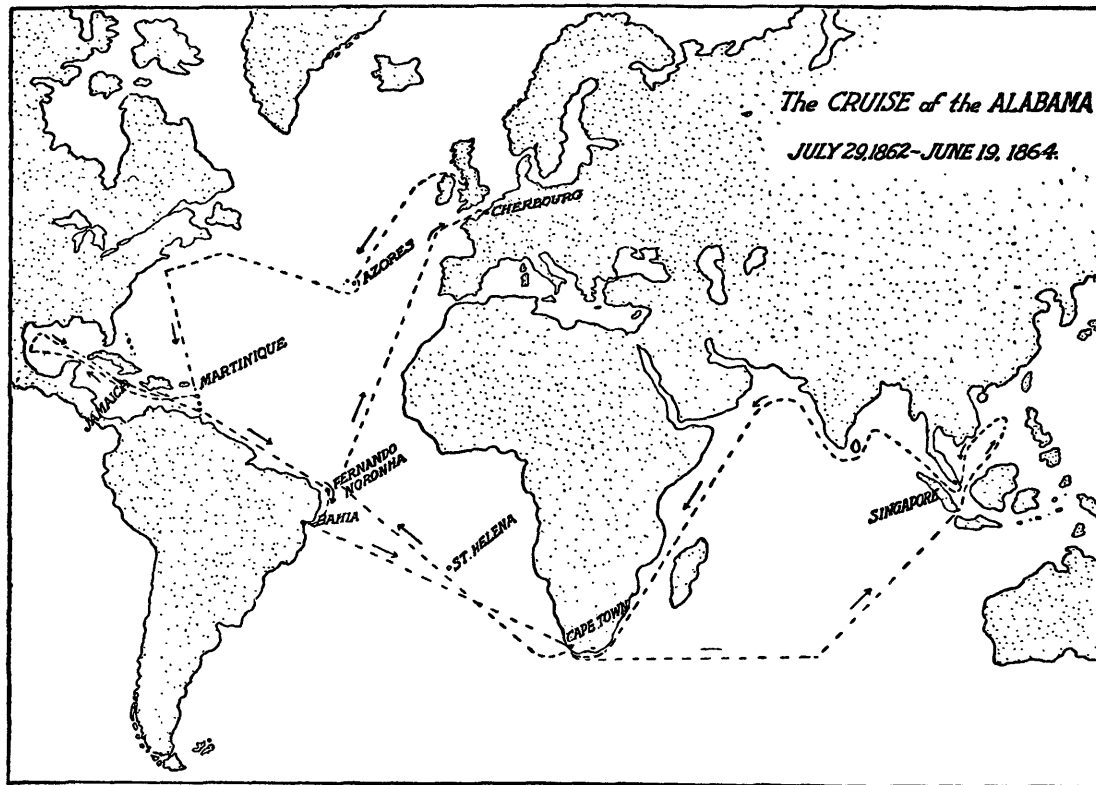 The CRUISE of the ALABAMA
JULY 29, 1862-JUNE 19, 1864.
CHERBOURG
AZORES
MARTINIQUE
JAMAICA
FERNANDO
NORONHA
BAHIA
ST. HELENA
SINGAPORE
CAPE TOWN